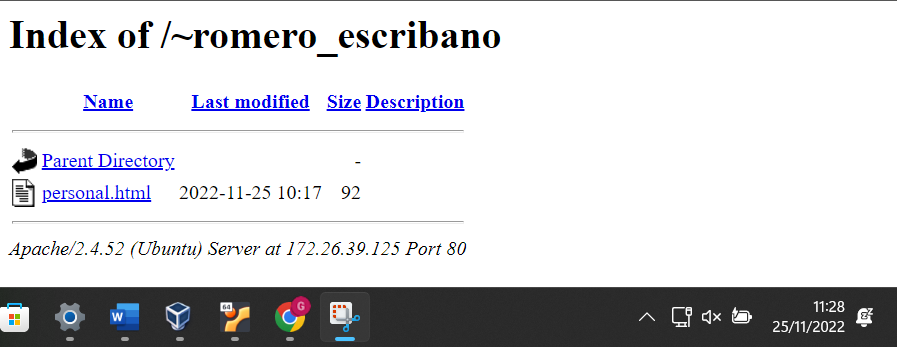 Index of /~romero_escribano
Name Last modified Size Description
Parent Directory -
personal.html 2022-11-25 10:17 92
Apache/2.4.52 (Ubuntu) Server at 172.26.39.125 Port 80
W 64 G 11:28
25/11/2022